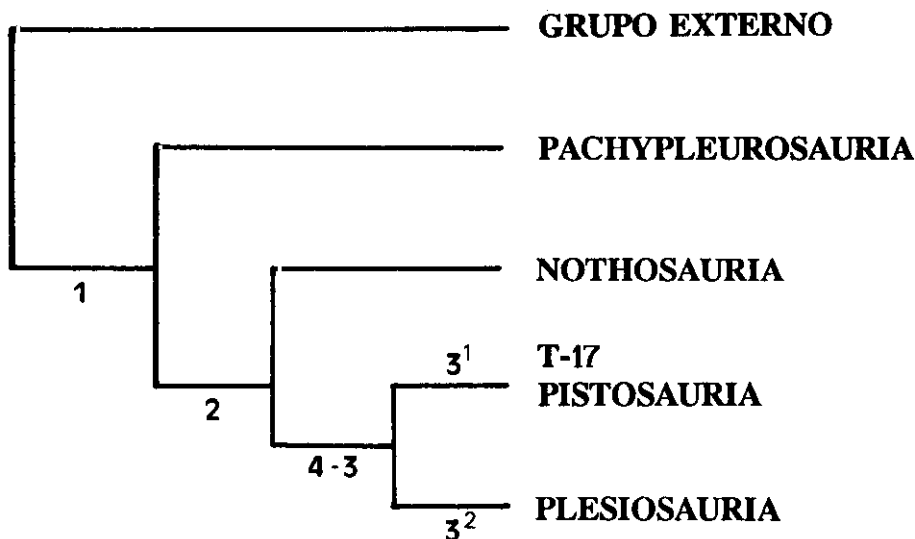 GRUPO EXTERNO
PACHYPLEUROSAURIA
1
NOTHOSAURIA
2
3¹ T-17
PISTOSAURIA
4-3
3² PLESIOSAURIA